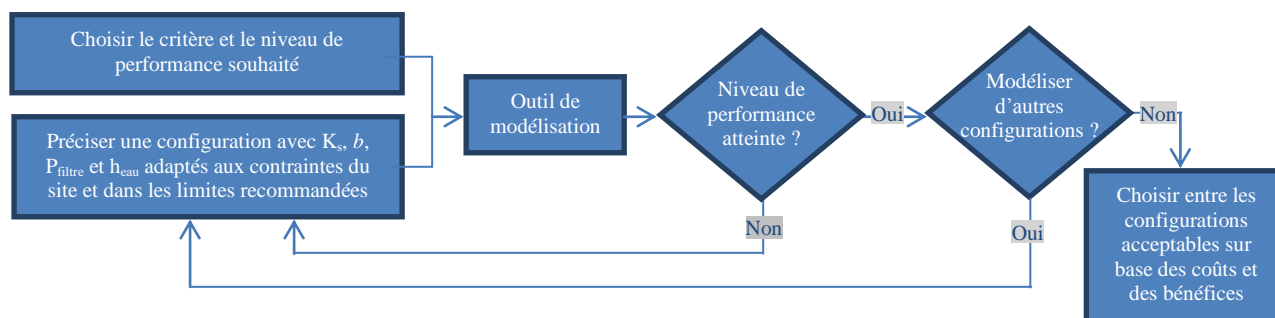 Choisir le critère et le niveau de
performance souhaité
Préciser une configuration avec Ks, b,
Pfiltre et heau adaptés aux contraintes du
site et dans les limites recommandées
Outil de
modélisation
Niveau de
performance
atteinte ?
Oui
Non
Modéliser
d'autres
configurations ?
Non
Oui
Choisir entre les
configurations
acceptables sur
base des coûts et
des bénéfices